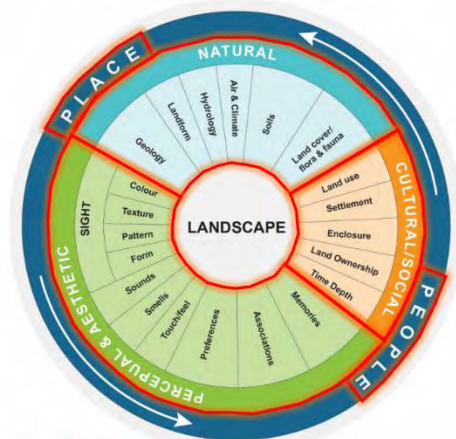 PLACE
NATURAL
Geology
Landform
Hydrology
Air & Climate
Soils
Land cover/
flora & fauna
CULTURAL/SOCIAL
Land use
Settlement
Enclosure
Land Ownership
Time Depth
PEOPLE
LANDSCAPE
PERCEPUAL & AESTHETIC
SIGHT
Colour
Texture
Pattern
Form
Sounds
Smells
Touch/feel
Preferences
Associations
Memories